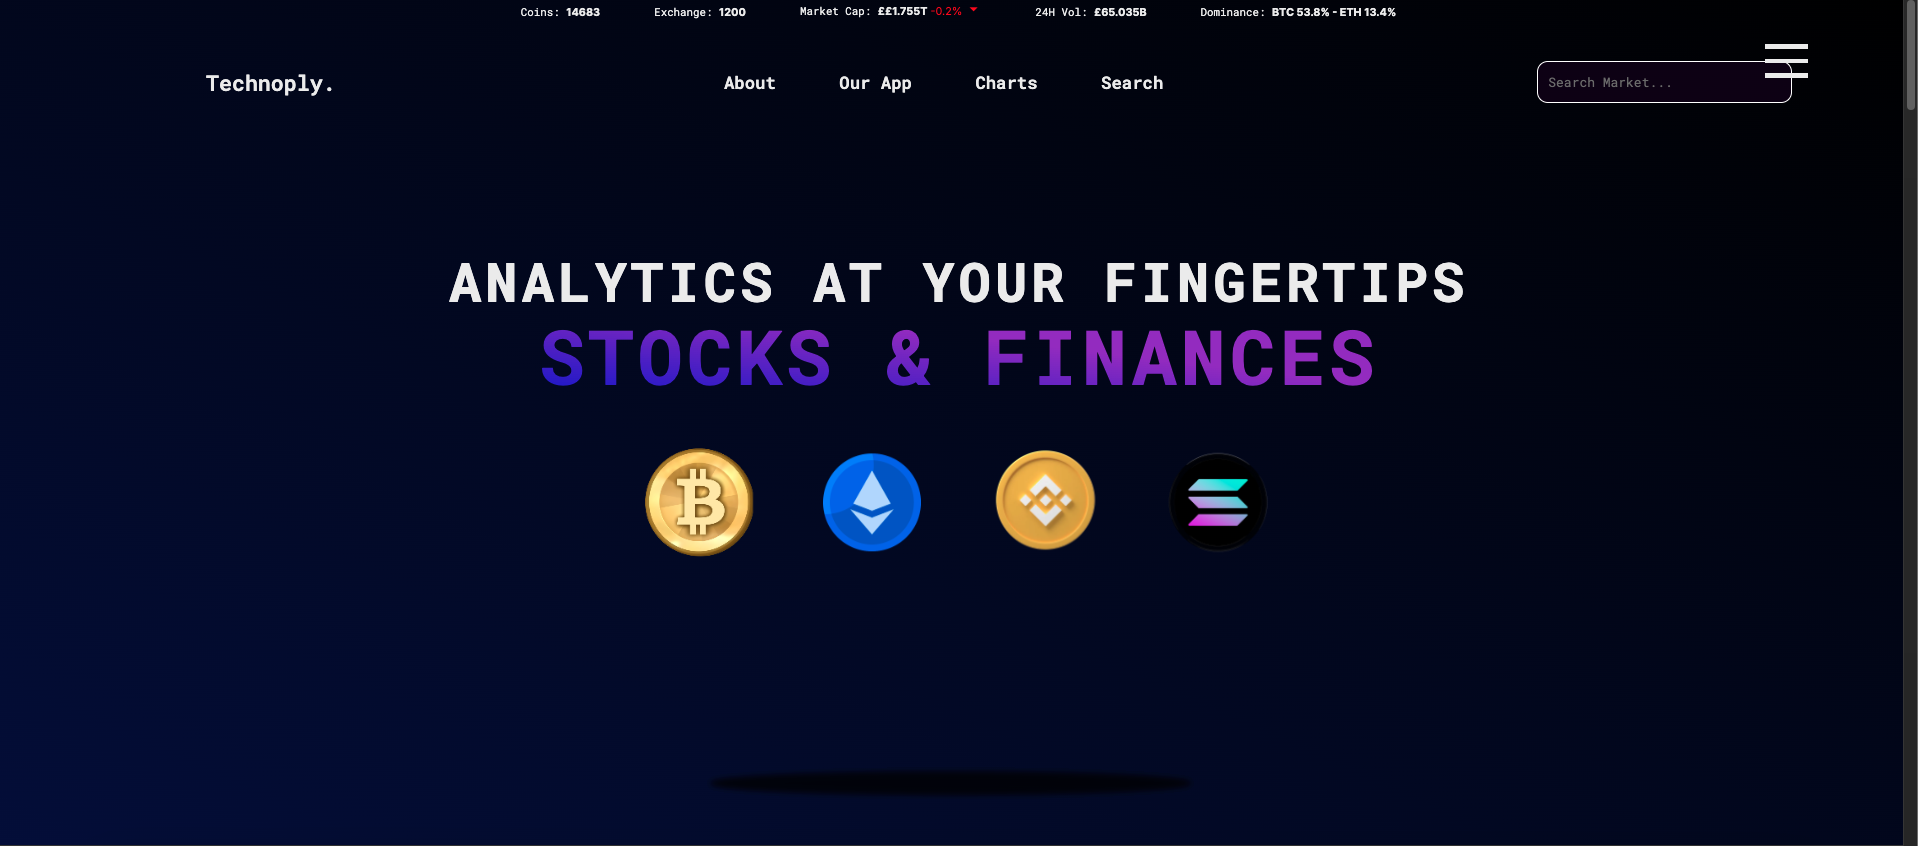 Coins: 14683 Exchange: 1200 Market Cap: ££1.755T -0.2% 24H Vol: £65.035B Dominance: BTC 53.8% - ETH 13.4%
Technoply. About Our App Charts Search Search Market...
ANALYTICS AT YOUR FINGERTIPS
STOCKS & FINANCES